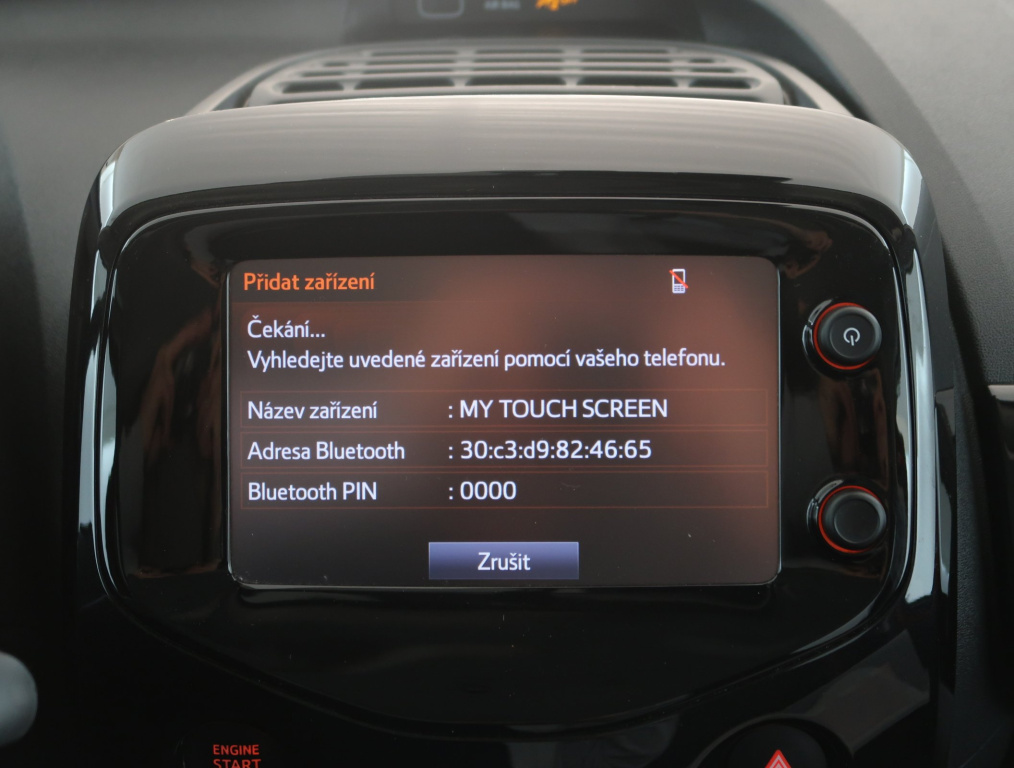 Přidat zařízení
Čekání...
Vyhledejte uvedené zařízení pomocí vašeho telefonu.
Název zařízení : MY TOUCH SCREEN
Adresa Bluetooth : 30:c3:d9:82:46:65
Bluetooth PIN : 0000
Zrušit
ENGINE
START